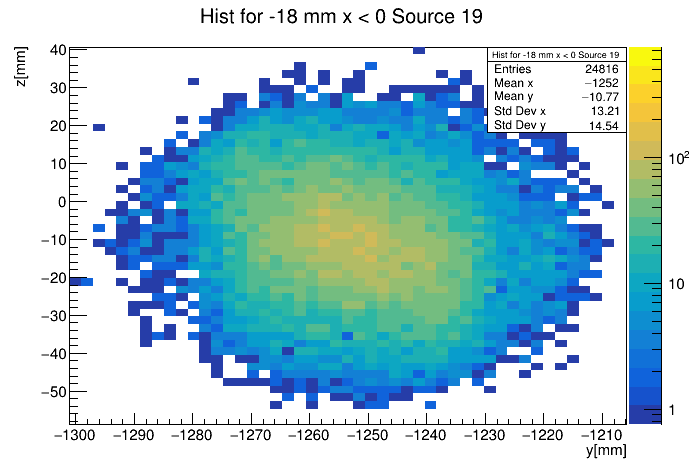 Hist for -18 mm x < 0 Source 19
z[mm]
40
30
20
10
0
−10
−20
−30
−40
−50
Hist for -18 mm x < 0 Source 19
Entries 24816
Mean x −1252
Mean y −10.77
Std Dev x 13.21
Std Dev y 14.54
10²
10
1
−1300 −1290 −1280 −1270 −1260 −1250 −1240 −1230 −1220 −1210
y[mm]